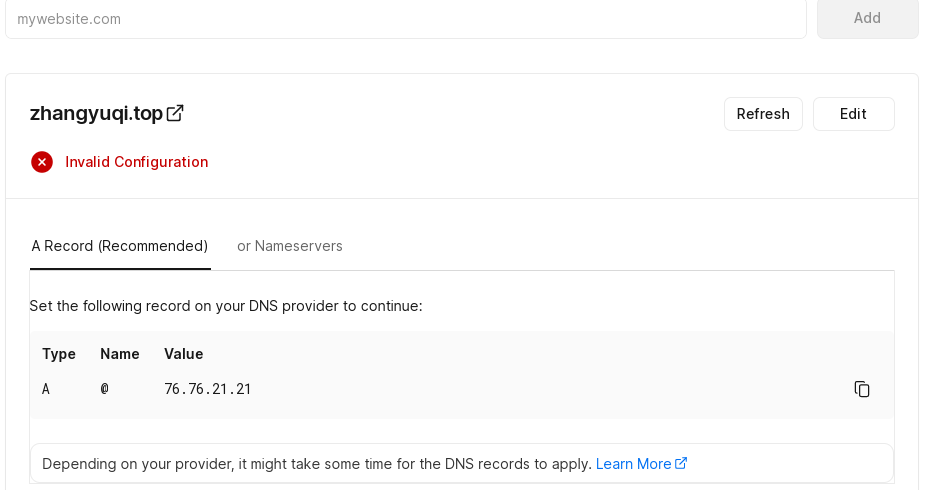 mywebsite.com
Add
zhangyuqi.top
Refresh
Edit
Invalid Configuration
A Record (Recommended)
or Nameservers
Set the following record on your DNS provider to continue:
Type Name Value
A @ 76.76.21.21
Depending on your provider, it might take some time for the DNS records to apply. Learn More